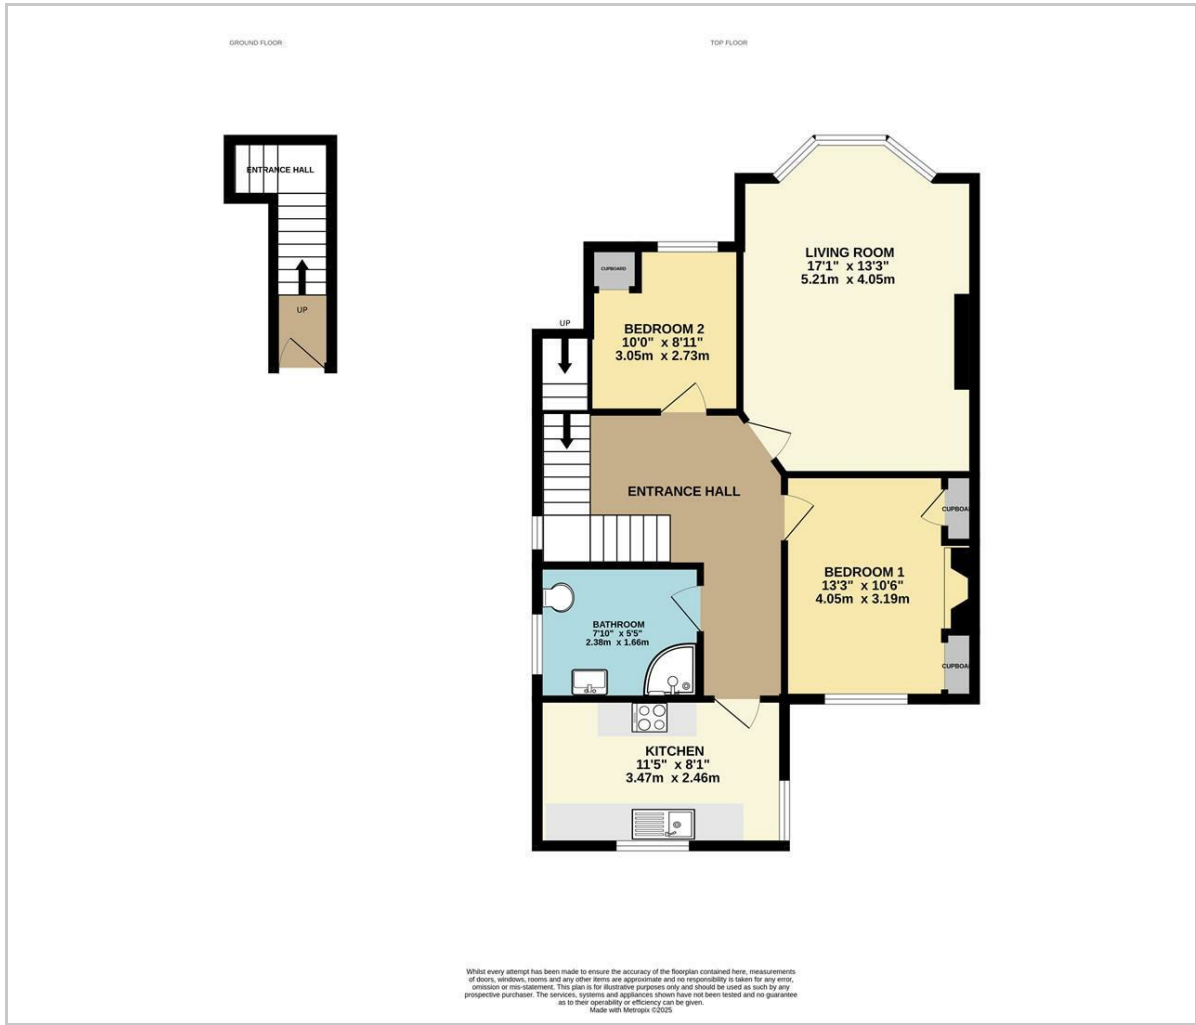 GROUND FLOOR
TOP FLOOR
ENTRANCE HALL
UP
LIVING ROOM
17'1" x 13'3"
5.21m x 4.05m
CUPBOARD
BEDROOM 2
10'0" x 8'11"
3.05m x 2.73m
UP
ENTRANCE HALL
CUPBOA
BEDROOM 1
13'3" x 10'6"
4.05m x 3.19m
BATHROOM
7'10" x 5'5"
2.38m x 1.66m
CUPBOA
KITCHEN
11'5" x 8'1"
3.47m x 2.46m
Whilst every attempt has been made to ensure the accuracy of the floorplan contained here, measurements
of doors, windows, rooms and any other items are approximate and no responsibility is taken for any error,
omission or mis-statement. This plan is for illustrative purposes only and should be used as such by any
prospective purchaser. The services, systems and appliances shown have not been tested and no guarantee
as to their operability or efficiency can be given.
Made with Metropix ©2025